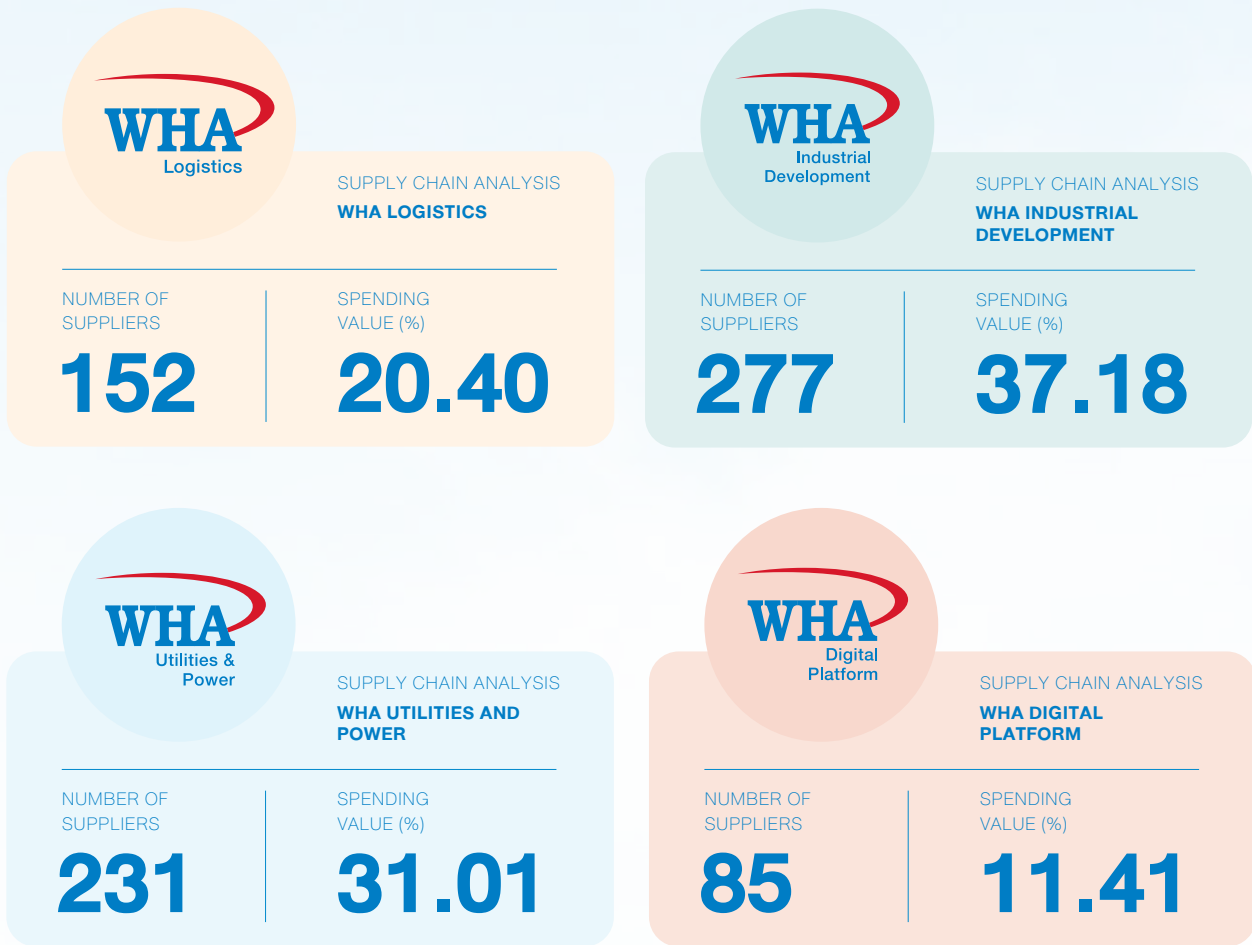 WHA
Logistics
SUPPLY CHAIN ANALYSIS
WHA LOGISTICS
NUMBER OF
SUPPLIERS
152
SPENDING
VALUE (%)
20.40
WHA
Industrial
Development
SUPPLY CHAIN ANALYSIS
WHA INDUSTRIAL
DEVELOPMENT
NUMBER OF
SUPPLIERS
277
SPENDING
VALUE (%)
37.18
WHA
Utilities &
Power
SUPPLY CHAIN ANALYSIS
WHA UTILITIES AND
POWER
NUMBER OF
SUPPLIERS
231
SPENDING
VALUE (%)
31.01
WHA
Digital
Platform
SUPPLY CHAIN ANALYSIS
WHA DIGITAL
PLATFORM
NUMBER OF
SUPPLIERS
85
SPENDING
VALUE (%)
11.41